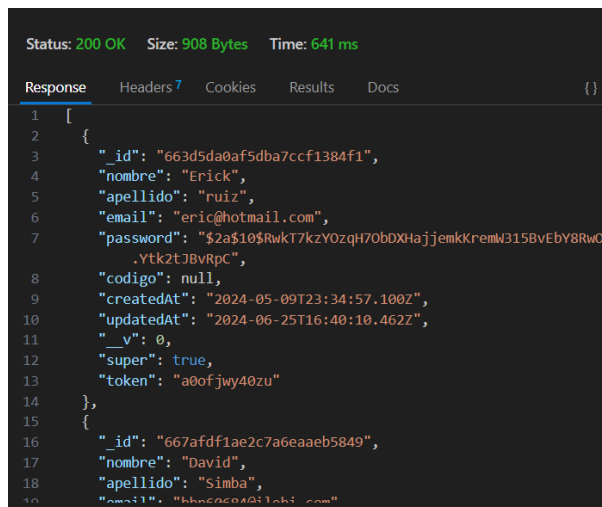 Status: 200 OK Size: 908 Bytes Time: 641 ms
Response Headers 7 Cookies Results Docs { }
1 [
2 {
3 "_id": "663d5da0af5dba7ccf1384f1",
4 "nombre": "Erick",
5 "apellido": "ruiz",
6 "email": "eric@hotmail.com",
7 "password": "$2a$10$RwkT7kzYOzqH7ObDXHajjemkKremW315BvEbY8RwO
.Ytk2tJBvRpC",
8 "codigo": null,
9 "createdAt": "2024-05-09T23:34:57.100Z",
10 "updatedAt": "2024-06-25T16:40:10.462Z",
11 "__v": 0,
12 "super": true,
13 "token": "a0ofjwy40zu"
14 },
15 {
16 "_id": "667afdf1ae2c7a6eaaeb5849",
17 "nombre": "David",
18 "apellido": "Simba",
19 "email":